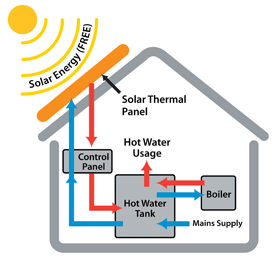 Solar Energy (FREE)
Solar Thermal
Panel
Hot Water
Usage
Control
Panel
Hot Water
Tank
Boiler
Mains Supply